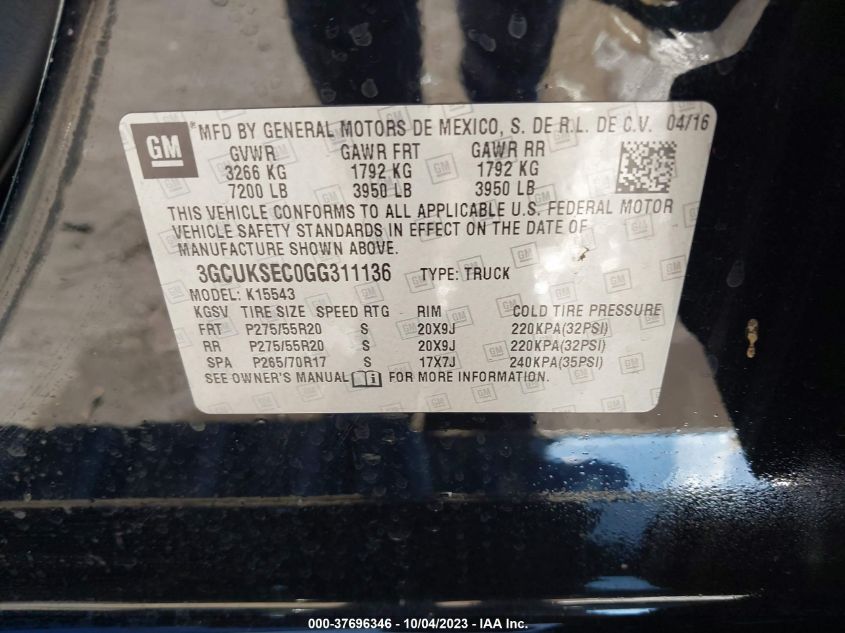 GM
MFD BY GENERAL MOTORS DE MEXICO, S. DE R.L. DE C.V. 04/16
GVWR GAWR FRT GAWR RR
3266 KG 1792 KG 1792 KG
7200 LB 3950 LB 3950 LB
THIS VEHICLE CONFORMS TO ALL APPLICABLE U.S. FEDERAL MOTOR
VEHICLE SAFETY STANDARDS IN EFFECT ON THE DATE OF
MANUFACTURE SHOWN ABOVE.
3GCUKSEC0GG311136 TYPE: TRUCK
MODEL: K15543
KGSV TIRE SIZE SPEED RTG RIM COLD TIRE PRESSURE
FRT P275/55R20 S 20X9J 220KPA(32PSI)
RR P275/55R20 S 20X9J 220KPA(32PSI)
SPA P265/70R17 S 17X7J 240KPA(35PSI)
SEE OWNER'S MANUAL FOR MORE INFORMATION.
000-37696346 - 10/04/2023 - IAA Inc.